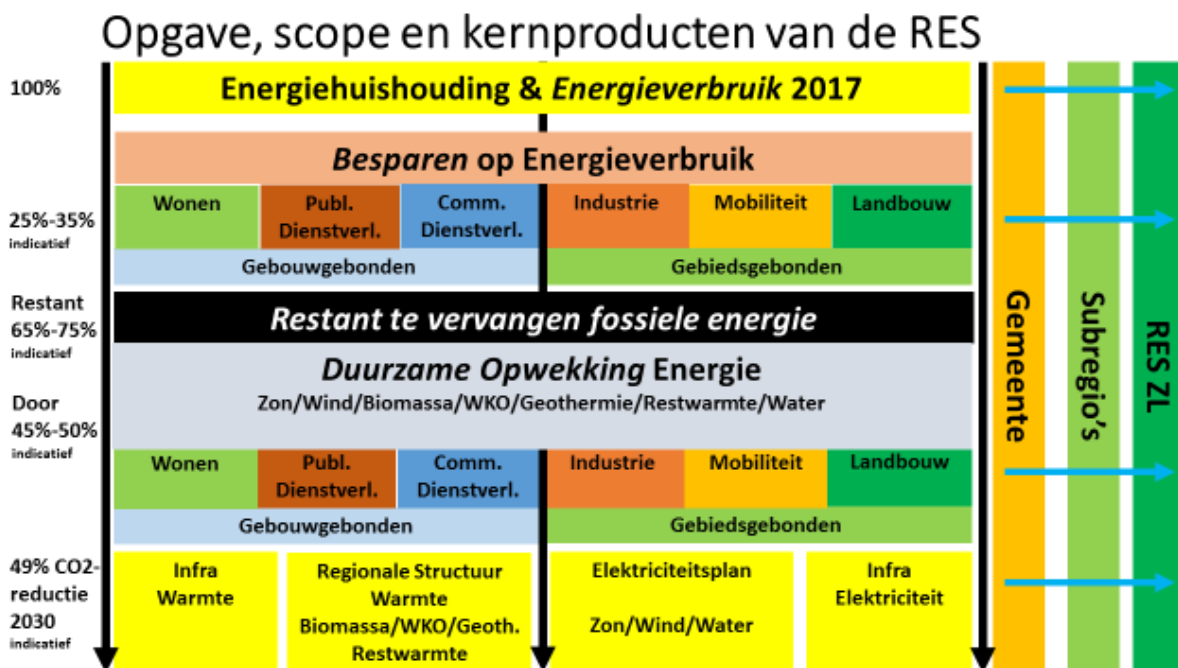 Opgave, scope en kernproducten van de RES
100%
Energiehuishouding & Energieverbruik 2017
Besparen op Energieverbruik
25%-35%
indicatief
Wonen
Publ.
Dienstverl.
Comm.
Dienstverl.
Industrie
Mobiliteit
Landbouw
Gebouwgebonden
Gebiedsgebonden
Restant
65%-75%
indicatief
Restant te vervangen fossiele energie
Duurzame Opwekking Energie
Zon/Wind/Biomassa/WKO/Geothermie/Restwarmte/Water
Door
45%-50%
indicatief
Wonen
Publ.
Dienstverl.
Comm.
Dienstverl.
Industrie
Mobiliteit
Landbouw
Gebouwgebonden
Gebiedsgebonden
49% CO2-
reductie
2030
indicatief
Infra
Warmte
Regionale Structuur
Warmte
Biomassa/WKO/Geoth.
Restwarmte
Elektriciteitsplan
Zon/Wind/Water
Infra
Elektriciteit
Gemeente
Subregio's
RES ZL